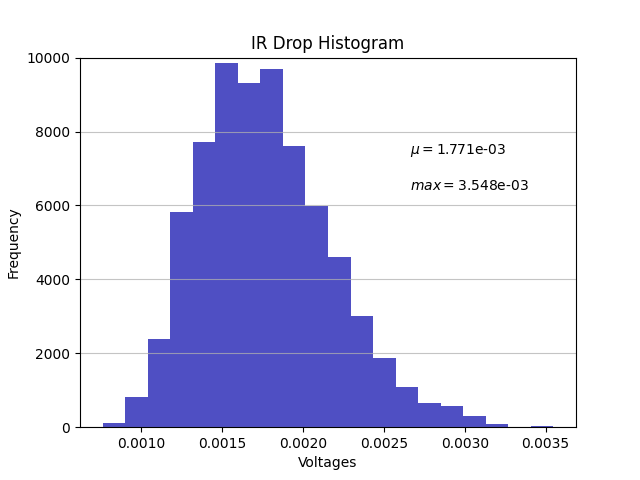 IR Drop Histogram
10000
8000
6000
4000
2000
0
Frequency
μ = 1.771e-03
max = 3.548e-03
0.0010 0.0015 0.0020 0.0025 0.0030 0.0035
Voltages